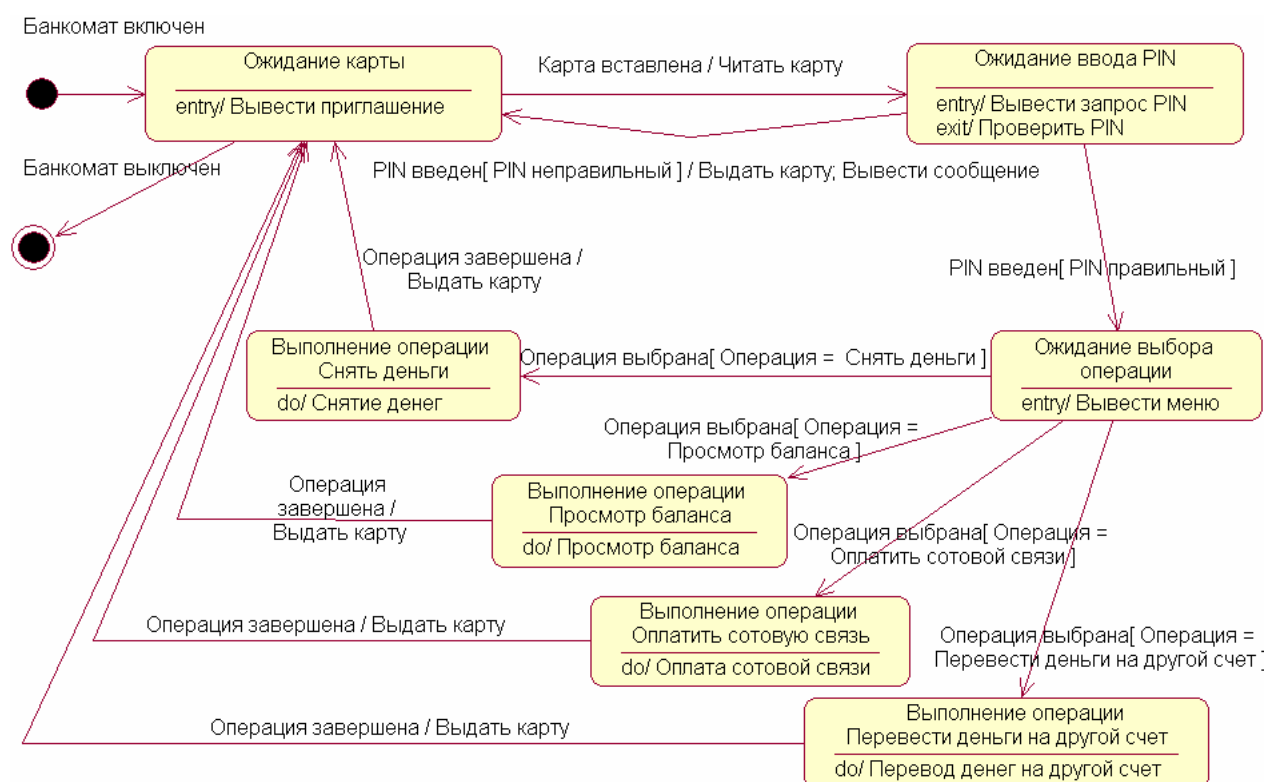 Банкомат включен
Ожидание карты
entry/ Вывести приглашение
Карта вставлена / Читать карту
Ожидание ввода PIN
entry/ Вывести запрос PIN
exit/ Проверить PIN
Банкомат выключен
PIN введен[ PIN неправильный ] / Выдать карту; Вывести сообщение
Операция завершена /
Выдать карту
PIN введен[ PIN правильный ]
Выполнение операции
Снять деньги
do/ Снятие денег
Операция выбрана[ Операция = Снять деньги ]
Ожидание выбора
операции
entry/ Вывести меню
Операция выбрана[ Операция =
Просмотр баланса ]
Операция
завершена /
Выдать карту
Выполнение операции
Просмотр баланса
do/ Просмотр баланса
Операция выбрана[ Операция =
Оплатить сотовой связи ]
Операция завершена / Выдать карту
Выполнение операции
Оплатить сотовую связь
do/ Оплата сотовой связи
Операция выбрана[ Операция =
Перевести деньги на другой счет ]
Операция завершена / Выдать карту
Выполнение операции
Перевести деньги на другой счет
do/ Перевод денег на другой счет